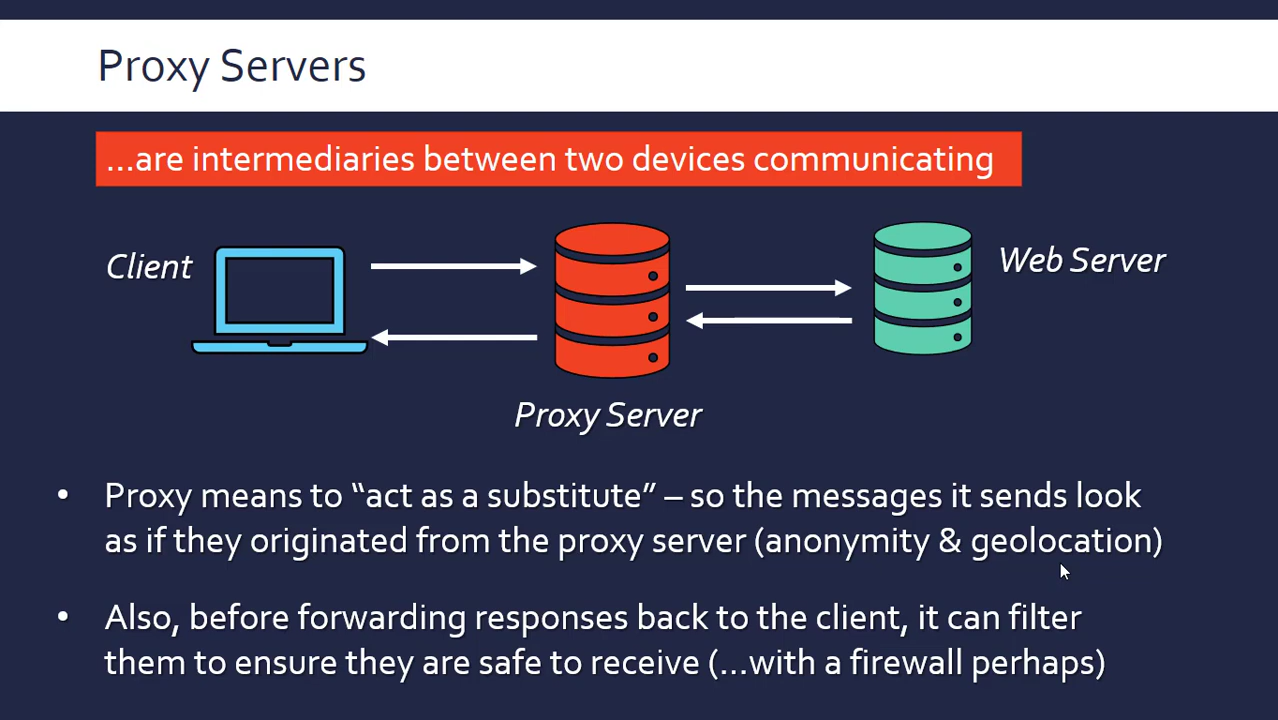 Proxy Servers
...are intermediaries between two devices communicating
Client
Web Server
Proxy Server
• Proxy means to “act as a substitute” – so the messages it sends look
as if they originated from the proxy server (anonymity & geolocation)
• Also, before forwarding responses back to the client, it can filter
them to ensure they are safe to receive (...with a firewall perhaps)